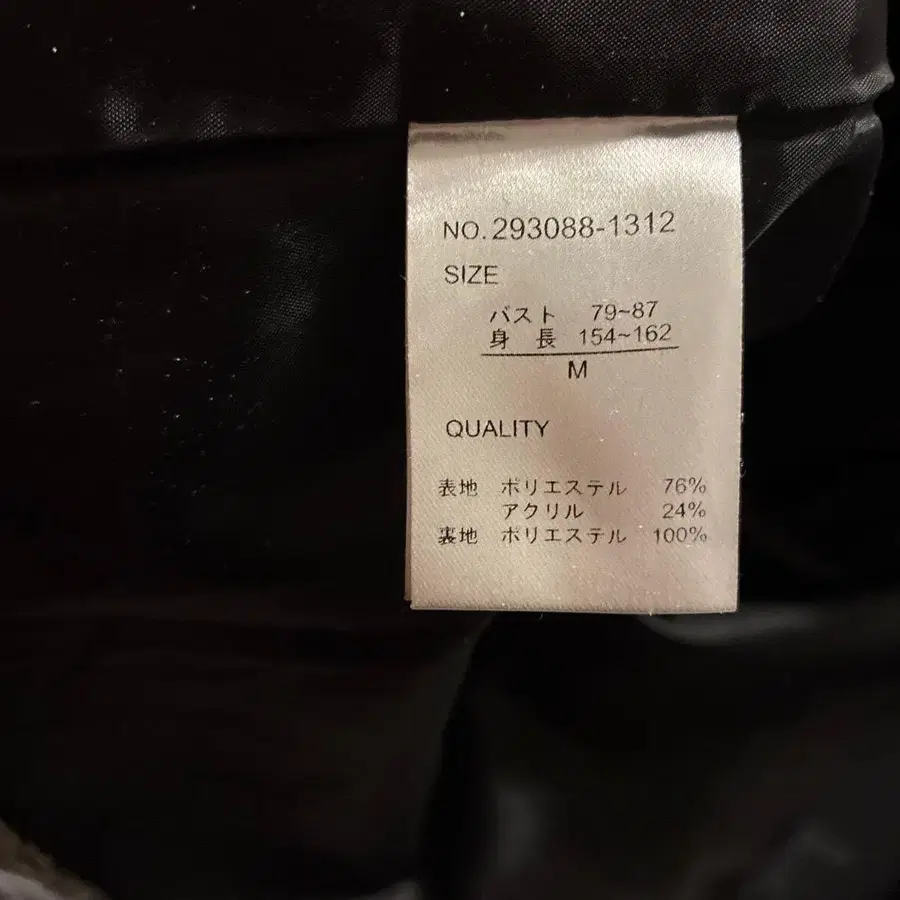 NO.293088-1312
SIZE
バスト 79~87
身 長 154~162
M
QUALITY
表地 ポリエステル 76%
アクリル 24%
裏地 ポリエステル 100%